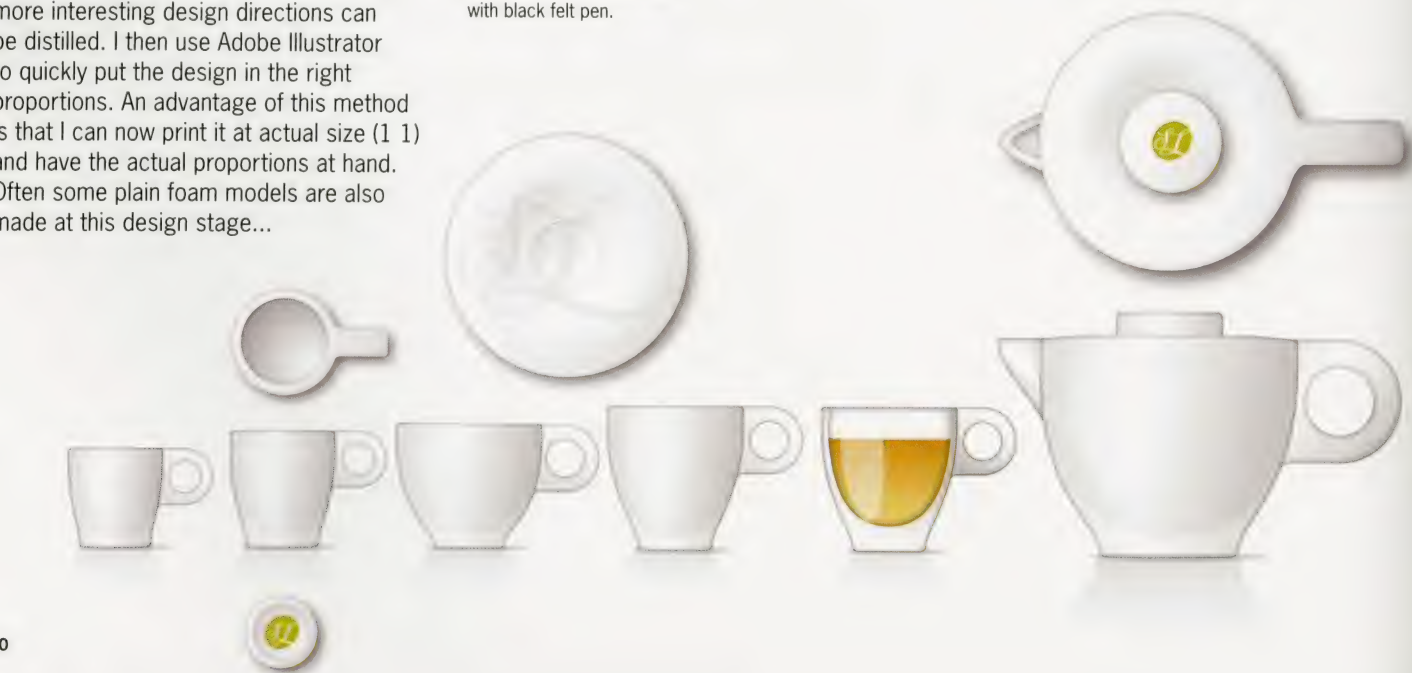 more interesting design directions can
be distilled. I then use Adobe Illustrator
to quickly put the design in the right
proportions. An advantage of this method
is that I can now print it at actual size (1 1)
and have the actual proportions at hand.
Often some plain foam models are also
made at this design stage...
with black felt pen.
0